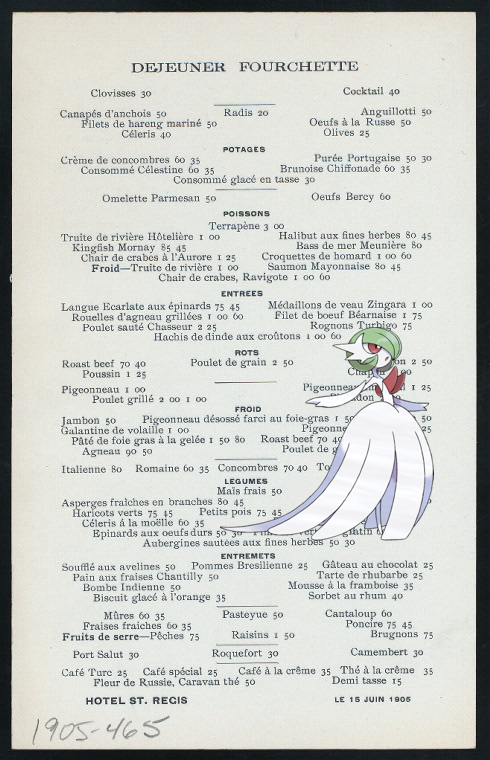 DEJEUNER FOURCHETTE
Clovisses 30 Cocktail 40
Canapés d'anchois 50 Radis 20 Anguillotti 50
Filets de hareng mariné 50 Oeufs à la Russe 50
Céleris 40 Olives 25
POTAGES
Crème de concombres 60 35 Purée Portugaise 50 30
Consommé Célestine 60 35 Brunoise Chiffonade 60 35
Consommé glacé en tasse 30
Omelette Parmesan 50 Oeufs Bercy 60
POISSONS
Terrapène 3 00
Truite de rivière Hôtelière 1 00 Halibut aux fines herbes 80 45
Kingfish Mornay 85 45 Bass de mer Meunière 80
Chair de crabes à l'Aurore 1 25 Croquettes de homard 1 00 60
Froid—Truite de rivière 1 00 Saumon Mayonnaise 80 45
Chair de crabes, Ravigote 1 00 60
ENTREES
Langue Ecarlate aux épinards 75 45 Médaillons de veau Zingara 1 00
Rouelles d'agneau grillées 1 00 60 Filet de boeuf Béarnaise 1 75
Poulet sauté Chasseur 2 25 Rognons Turbigo 75
Hachis de dinde aux croûtons 1 00 60
ROTS
Roast beef 70 40 Poulet de grain 2 50 2 50
Poussin 1 25
Pigeonneau 1 00 Pigeonneau 1 25
Poulet grillé 2 00 1 00
FROID
Jambon 50 Pigeonneau désossé farci au foie-gras 1 50
Galantine de volaille 1 00
Pâté de foie gras à la gelée 1 50 80 Roast beef 70 40
Agneau 90 50 Poulet de
Italienne 80 Romaine 60 35 Concombres 70 40
LEGUMES
Maïs frais 50
Asperges fraîches en branches 80 45
Haricots verts 75 45 Petits pois 75 45
Céleris à la moëlle 60 35
Epinards aux oeufs durs 50 30
Aubergines sautées aux fines herbes 50 30
ENTREMETS
Soufflé aux avelines 50 Pommes Bresilienne 25 Gâteau au chocolat 25
Pain aux fraises Chantilly 50 Tarte de rhubarbe 25
Bombe Indienne 50 Mousse à la framboise 35
Biscuit glacé à l'orange 35 Sorbet au rhum 40
Mûres 60 35 Pasteyue 50 Cantaloup 60
Fraises fraiches 60 35 Poncire 75 45
Fruits de serre—Pêches 75 Raisins 1 50 Brugnons 75
Port Salut 30 Roquefort 30 Camembert 30
Café Turc 25 Café spécial 25 Café à la crême 35 Thé à la crême 35
Fleur de Russie, Caravan thé 50 Demi tasse 15
HOTEL ST. REGIS LE 15 JUIN 1905
1905-465